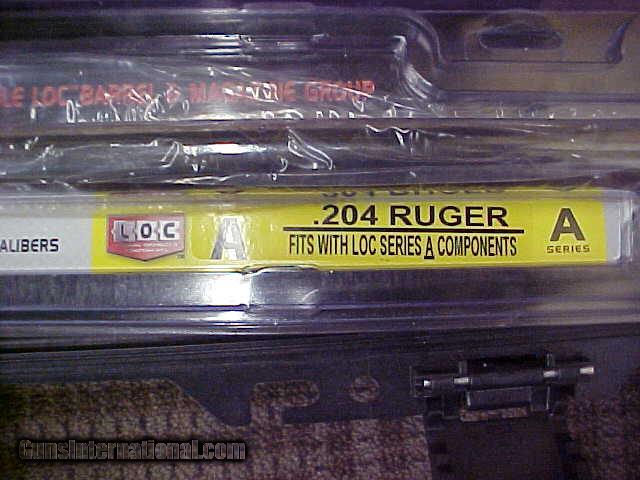 LE LOC BARREL & MAGAZINE GROUP
.204 RUGER
FITS WITH LOC SERIES A COMPONENTS
ALIBERS
LOC
A
A
SERIES
GunsInternational.com